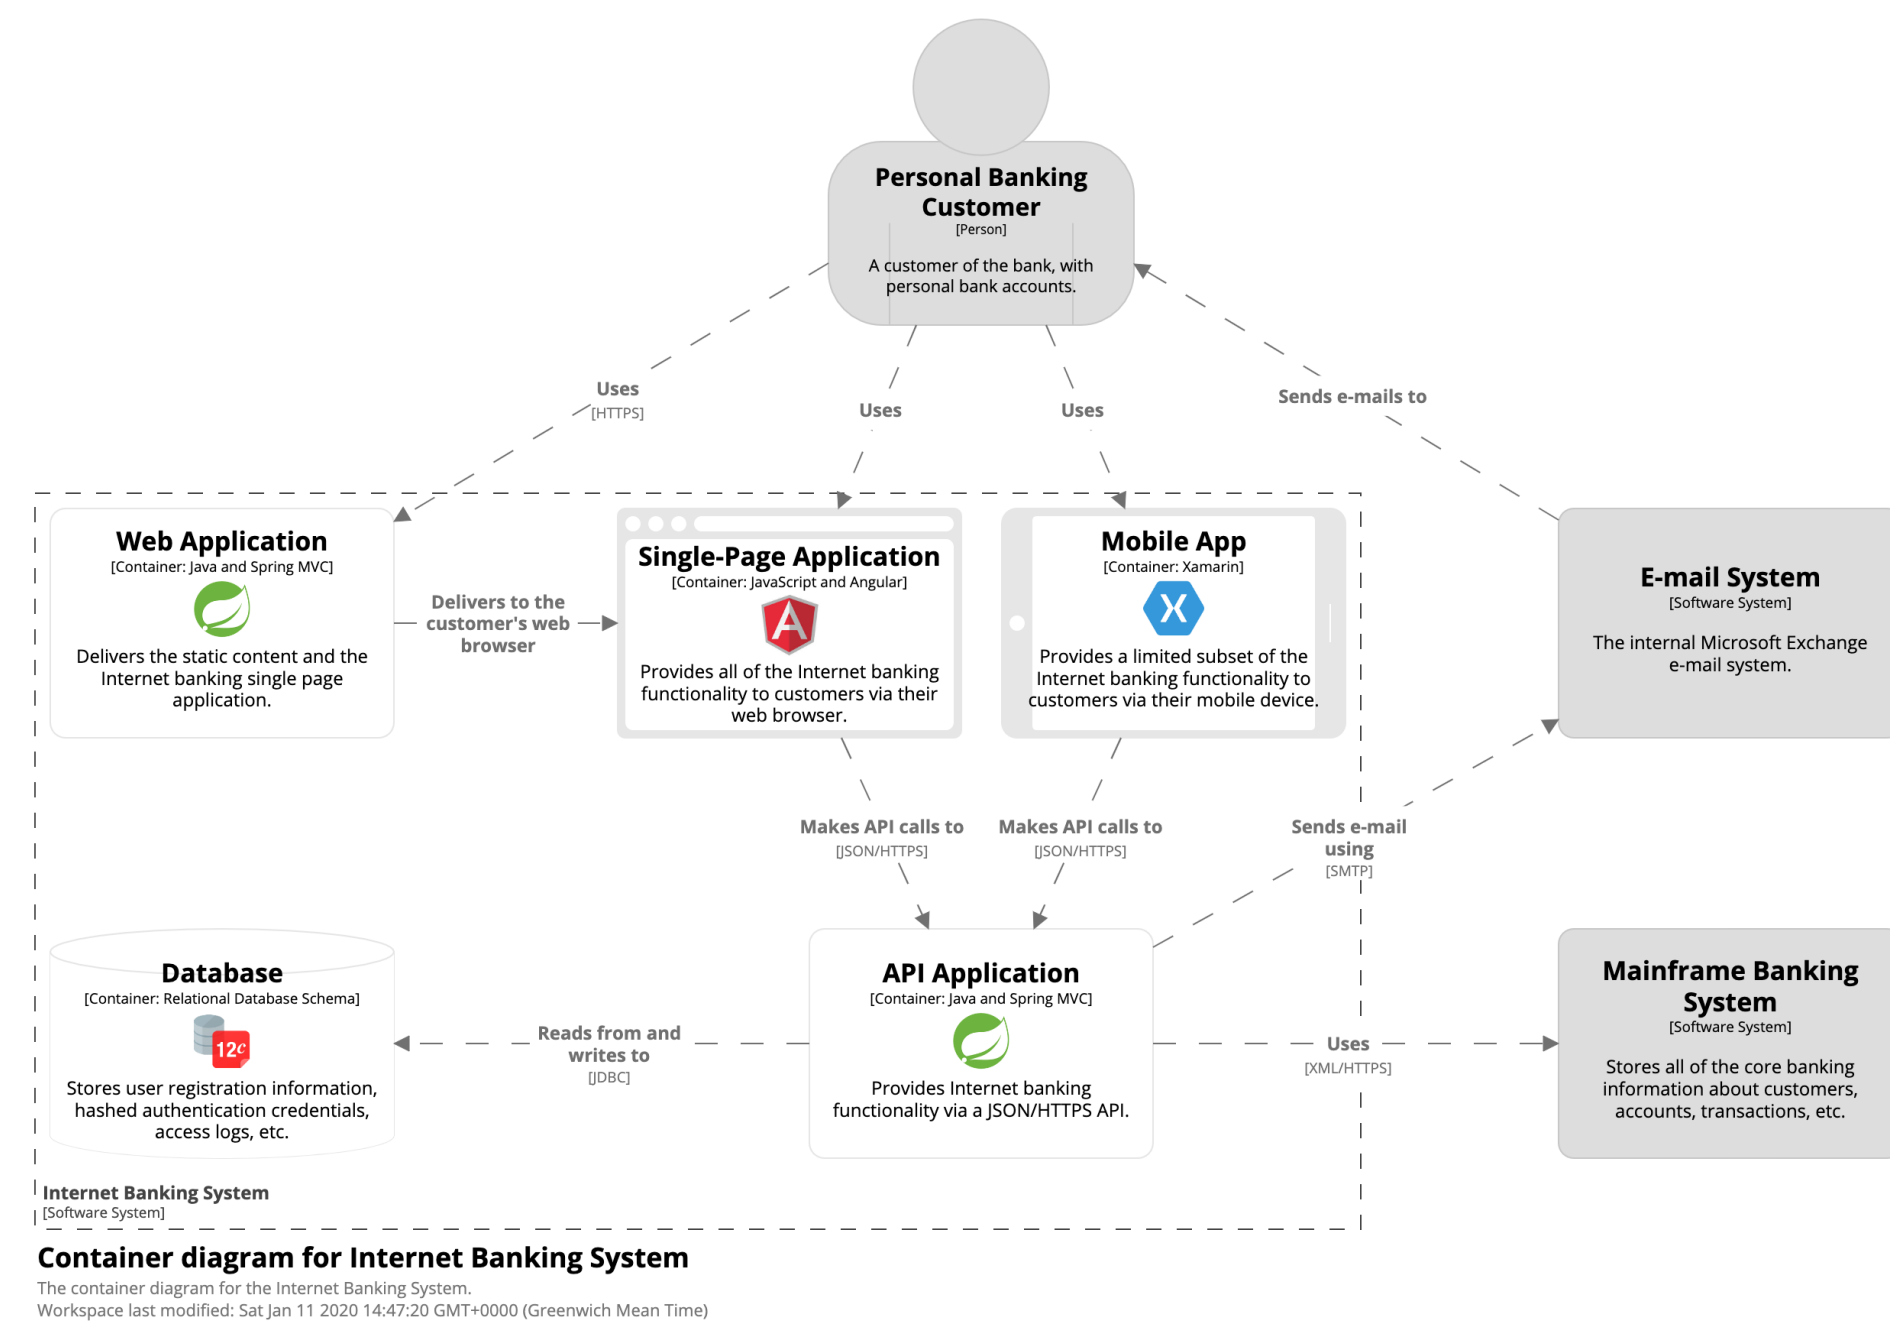 Personal Banking
Customer
[Person]
A customer of the bank, with
personal bank accounts.
Uses
[HTTPS]
Uses
Uses
Sends e-mails to
Web Application
[Container: Java and Spring MVC]
Delivers the static content and the
Internet banking single page
application.
Delivers to the
customer's web
browser
Single-Page Application
[Container: JavaScript and Angular]
Provides all of the Internet banking
functionality to customers via their
web browser.
Mobile App
[Container: Xamarin]
Provides a limited subset of the
Internet banking functionality to
customers via their mobile device.
E-mail System
[Software System]
The internal Microsoft Exchange
e-mail system.
Makes API calls to
[JSON/HTTPS]
Makes API calls to
[JSON/HTTPS]
Sends e-mail
using
[SMTP]
Database
[Container: Relational Database Schema]
12c
Stores user registration information,
hashed authentication credentials,
access logs, etc.
Reads from and
writes to
[JDBC]
API Application
[Container: Java and Spring MVC]
Provides Internet banking
functionality via a JSON/HTTPS API.
Uses
[XML/HTTPS]
Mainframe Banking
System
[Software System]
Stores all of the core banking
information about customers,
accounts, transactions, etc.
Internet Banking System
[Software System]
Container diagram for Internet Banking System
The container diagram for the Internet Banking System.
Workspace last modified: Sat Jan 11 2020 14:47:20 GMT+0000 (Greenwich Mean Time)